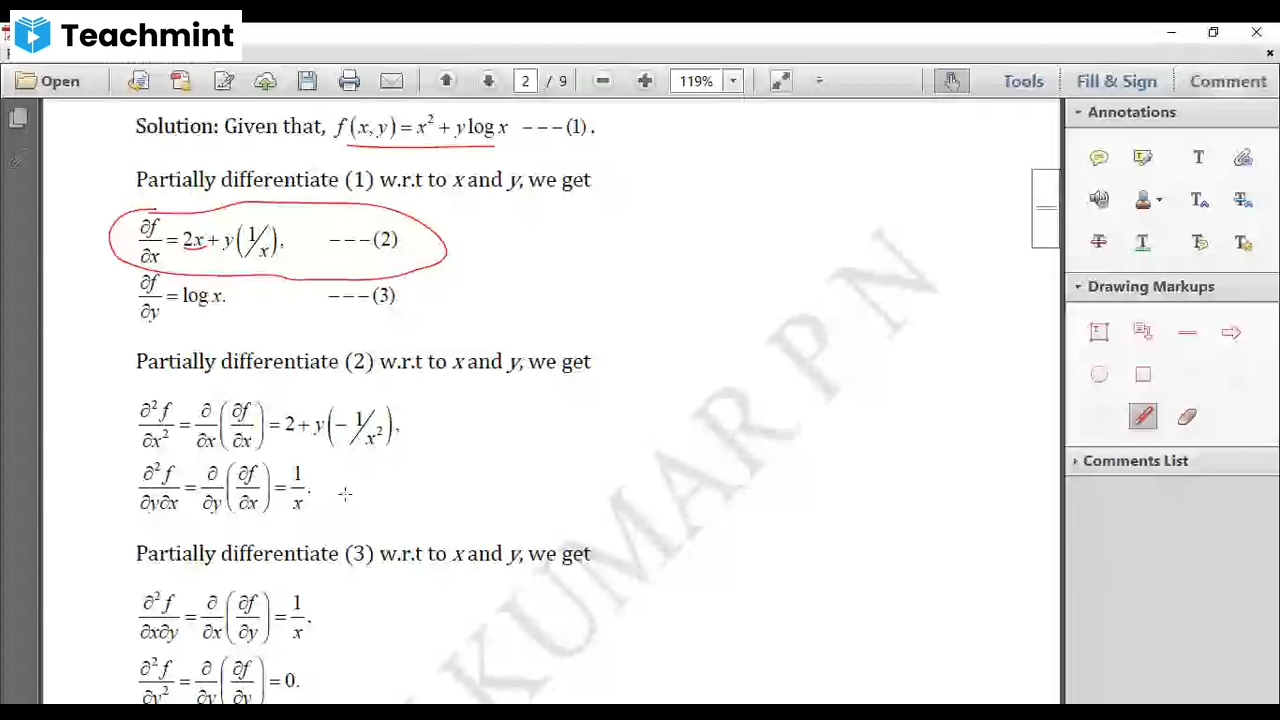 Teachmint
Open
2 / 9
119%
Tools
Fill & Sign
Comment
Solution: Given that, f(x, y) = x² + y log x - - - (1).
Partially differentiate (1) w.r.t to x and y, we get
∂f/∂x = 2x + y(1/x), - - - (2)
∂f/∂y = log x. - - - (3)
Partially differentiate (2) w.r.t to x and y, we get
∂²f/∂x² = ∂/∂x (∂f/∂x) = 2 + y(− 1/x²),
∂²f/∂y∂x = ∂/∂y (∂f/∂x) = 1/x.
Partially differentiate (3) w.r.t to x and y, we get
∂²f/∂x∂y = ∂/∂x (∂f/∂y) = 1/x,
∂²f/∂y² = ∂/∂y (∂f/∂y) = 0.
KUMAR P N
Annotations
Drawing Markups
Comments List